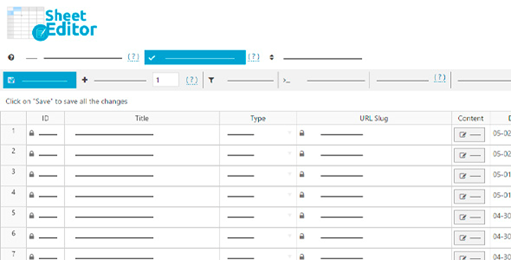 Sheet
Editor
(?) (?)
1 (?) >_ (?)
Click on "Save" to save all the changes
ID Title Type URL Slug Content
1 05-02
2 05-02
3 05-01
4 05-01
5 04-30
6 04-30
7 04-30